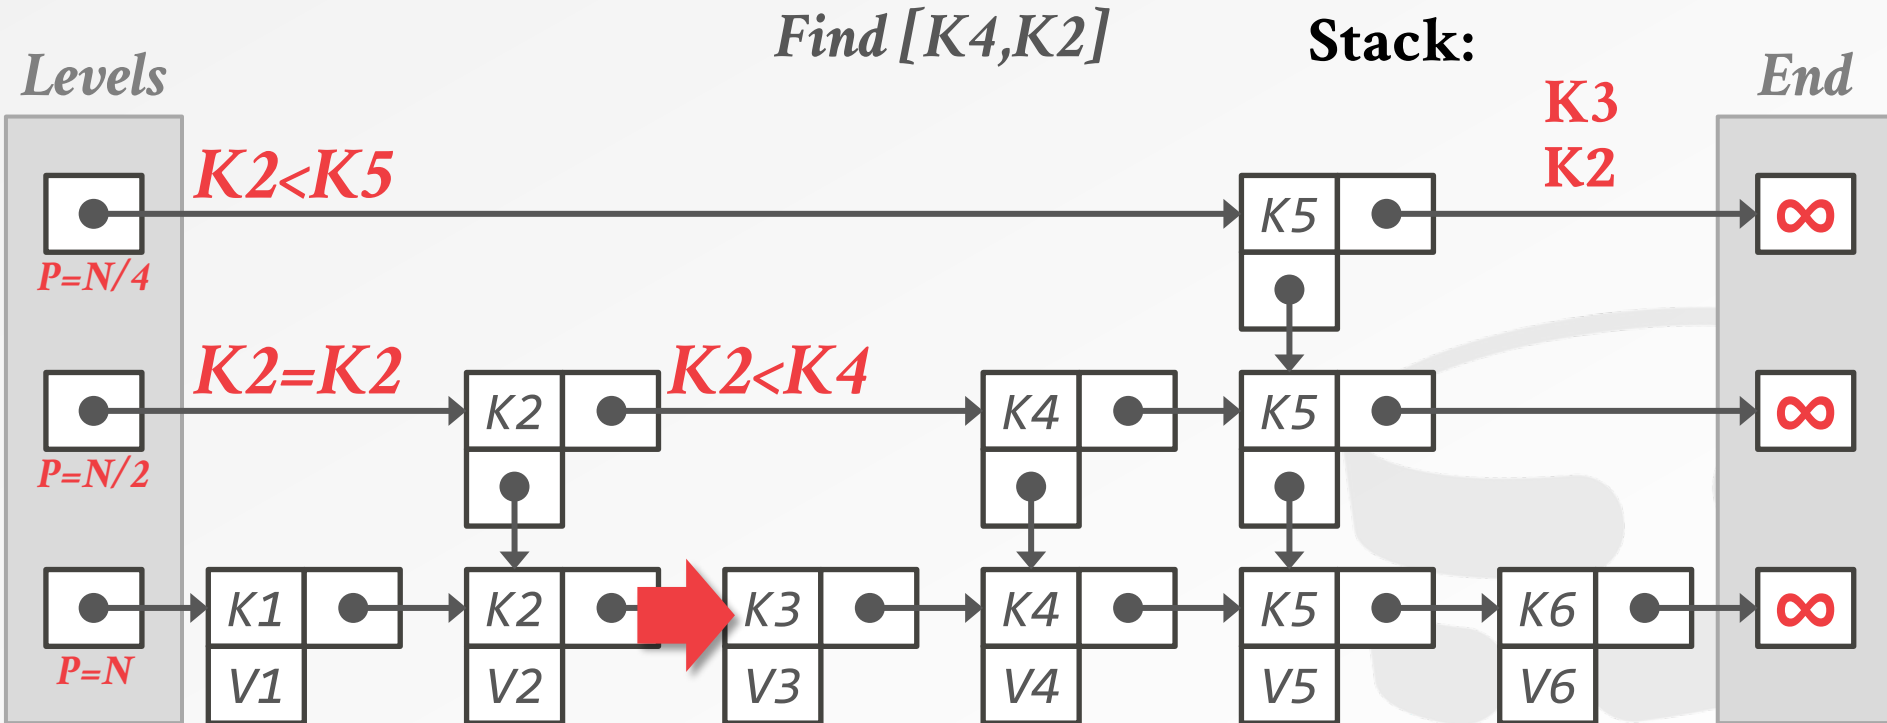 Find [K4,K2]
Stack:
Levels
End
K3
K2
K2<K5
K5
∞
P=N/4
K2=K2
K2<K4
K2
K4
K5
∞
P=N/2
K1
K2
K3
K4
K5
K6
∞
P=N
V1
V2
V3
V4
V5
V6